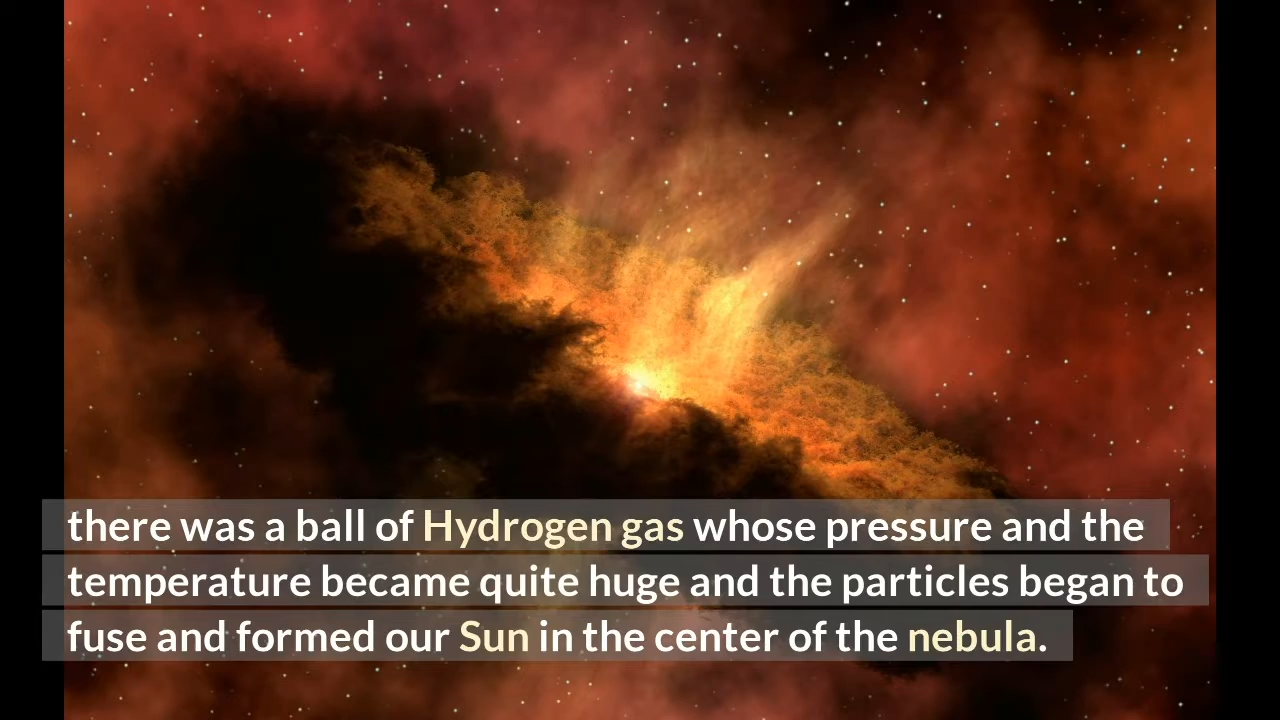 there was a ball of Hydrogen gas whose pressure and the
temperature became quite huge and the particles began to
fuse and formed our Sun in the center of the nebula.